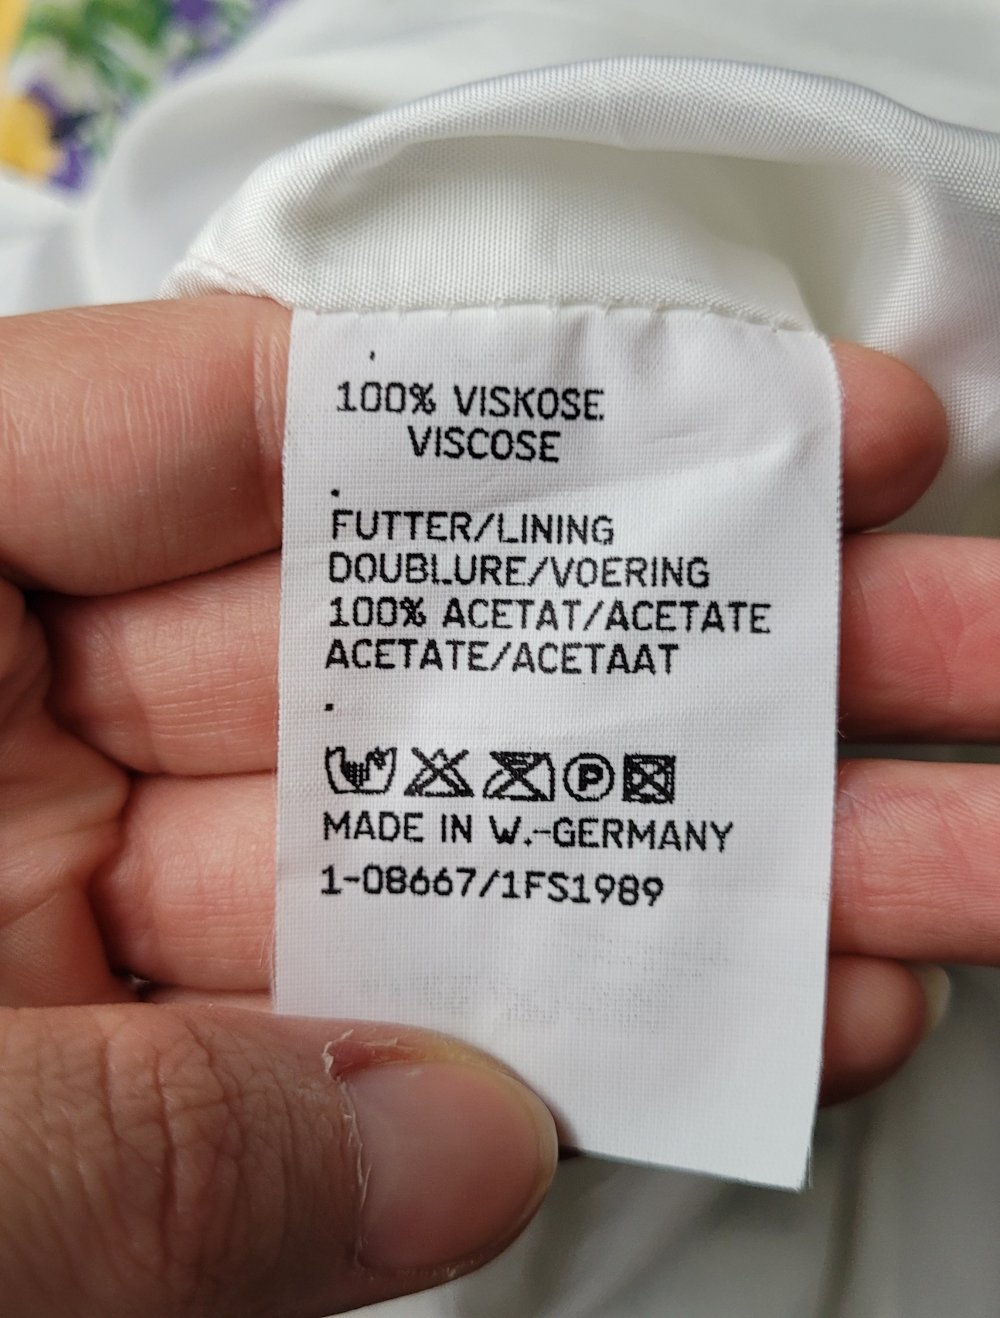 100% VISKOSE
VISCOSE
FUTTER/LINING
DOUBLURE/VOERING
100% ACETAT/ACETATE
ACETATE/ACETAAT
P
MADE IN W.-GERMANY
1-08667/1FS1989